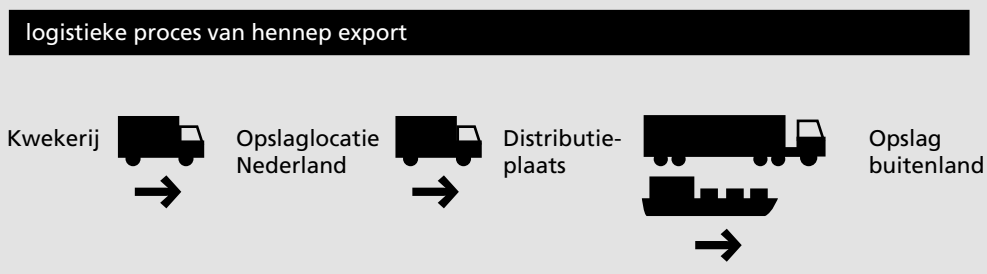 logistieke proces van hennep export
Kwekerij
Opslaglocatie
Nederland
Distributie-
plaats
Opslag
buitenland